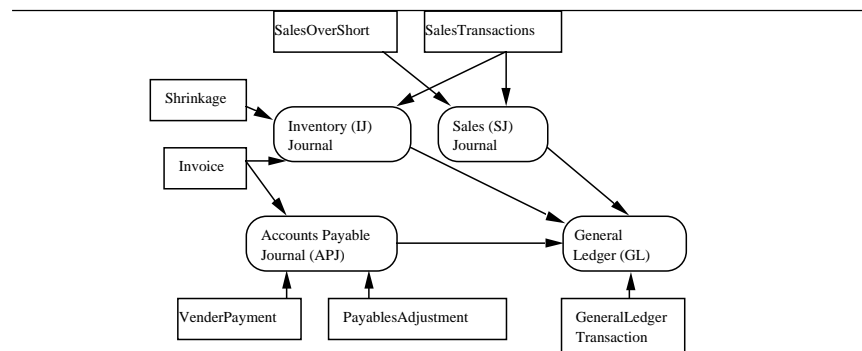 SalesOverShort
SalesTransactions
Shrinkage
Inventory (IJ)
Journal
Sales (SJ)
Journal
Invoice
Accounts Payable
Journal (APJ)
General
Ledger (GL)
VenderPayment
PayablesAdjustment
GeneralLedger
Transaction